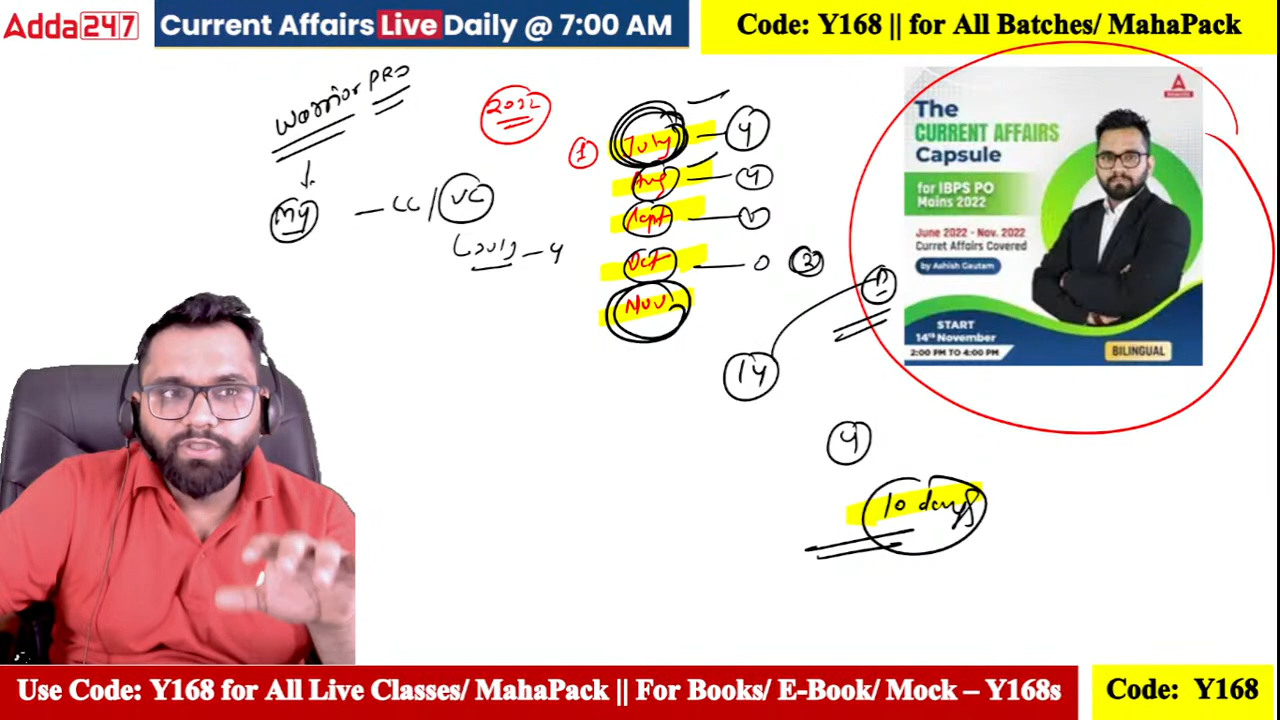 Adda247
Current Affairs Live Daily @ 7:00 AM
Code: Y168 || for All Batches/ MahaPack
Warrior PRO
2022
1
July – 4
Aug – 4
Sept
Oct
Nov
my – CC / VC
July – 4
14
4
10 days
The
CURRENT AFFAIRS
Capsule
for IBPS PO
Mains 2022
June 2022 - Nov. 2022
Curret Affairs Covered
by Ashish Gautam
START
14th November
2:00 PM TO 4:00 PM
BILINGUAL
Use Code: Y168 for All Live Classes/ MahaPack || For Books/ E-Book/ Mock – Y168s
Code: Y168